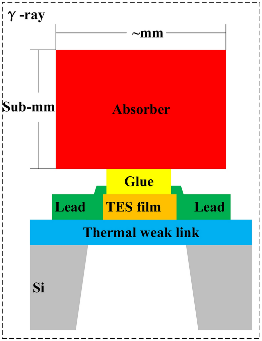 γ-ray
~mm
Sub-mm
Absorber
Glue
Lead TES film Lead
Thermal weak link
Si